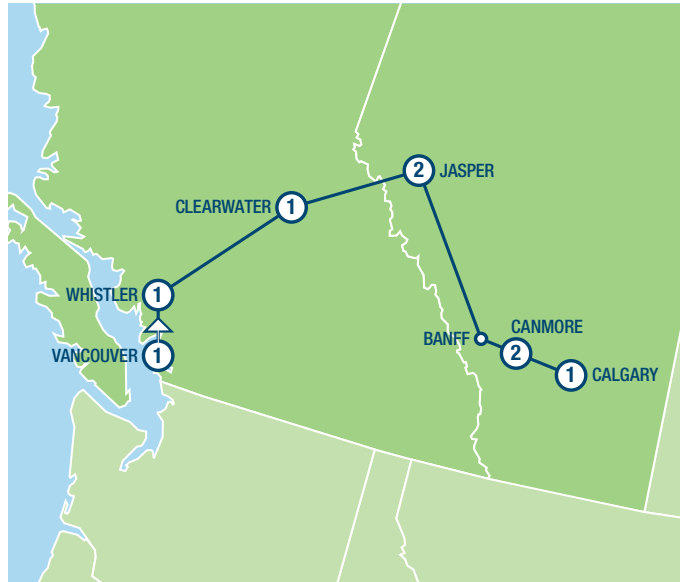 2 JASPER
CLEARWATER 1
WHISTLER 1
CANMORE
BANFF
2
VANCOUVER 1
1 CALGARY